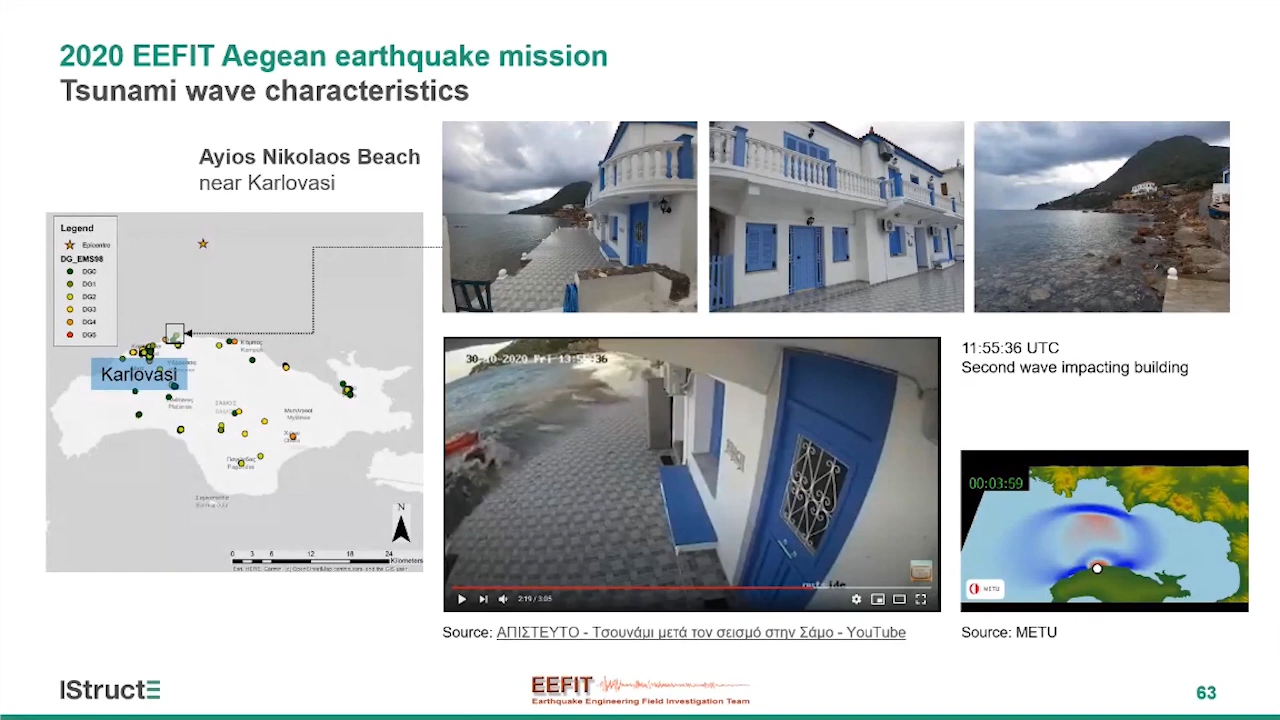 2020 EEFIT Aegean earthquake mission
Tsunami wave characteristics
Ayios Nikolaos Beach
near Karlovasi
Legend
Epicentre
DG_EMS98
DG0
DG1
DG2
DG3
DG4
DG5
Karlovasi
ΣΑΜΟΣ
N
0 3 6 12 18 24
Kilometers
30-10-2020 Fri 13:55:36
2:19 / 3:05
11:55:36 UTC
Second wave impacting building
00:03:59
METU
Source: ΑΠΙΣΤΕΥΤΟ - Τσουνάμι μετά τον σεισμό στην Σάμο - YouTube
Source: METU
IStructE
EEFIT
Earthquake Engineering Field Investigation Team
63